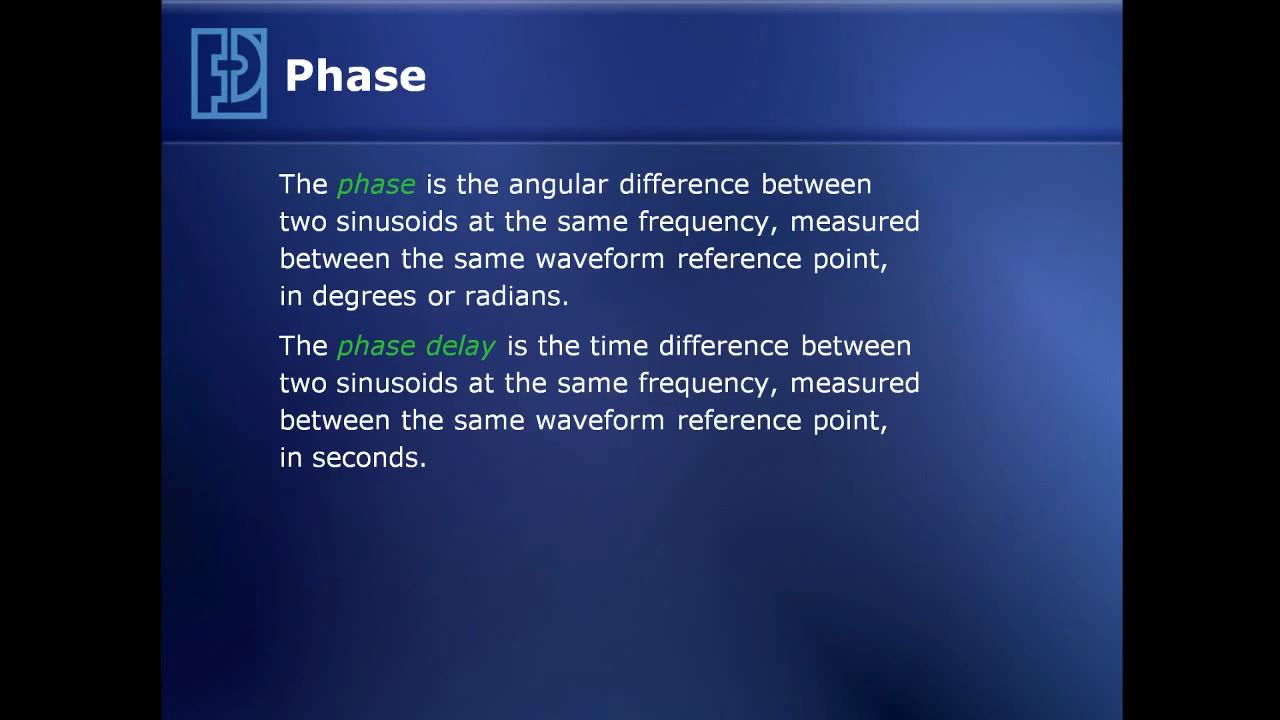 Phase
The phase is the angular difference between
two sinusoids at the same frequency, measured
between the same waveform reference point,
in degrees or radians.
The phase delay is the time difference between
two sinusoids at the same frequency, measured
between the same waveform reference point,
in seconds.